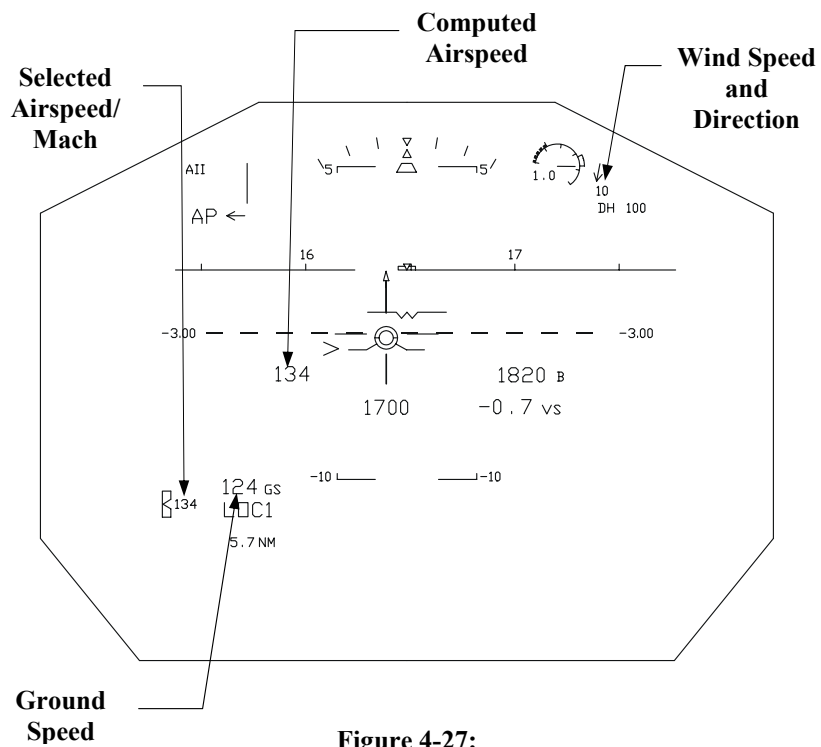 Computed
Airspeed
Selected
Airspeed/
Mach
Wind Speed
and
Direction
AII
5
5
1.0
10
DH 100
AP
16
17
-3.00
-3.00
134
1820 B
1700
-0.7 VS
-10
-10
124 GS
134
LOC1
5.7 NM
Ground
Speed
Figure 4-27: